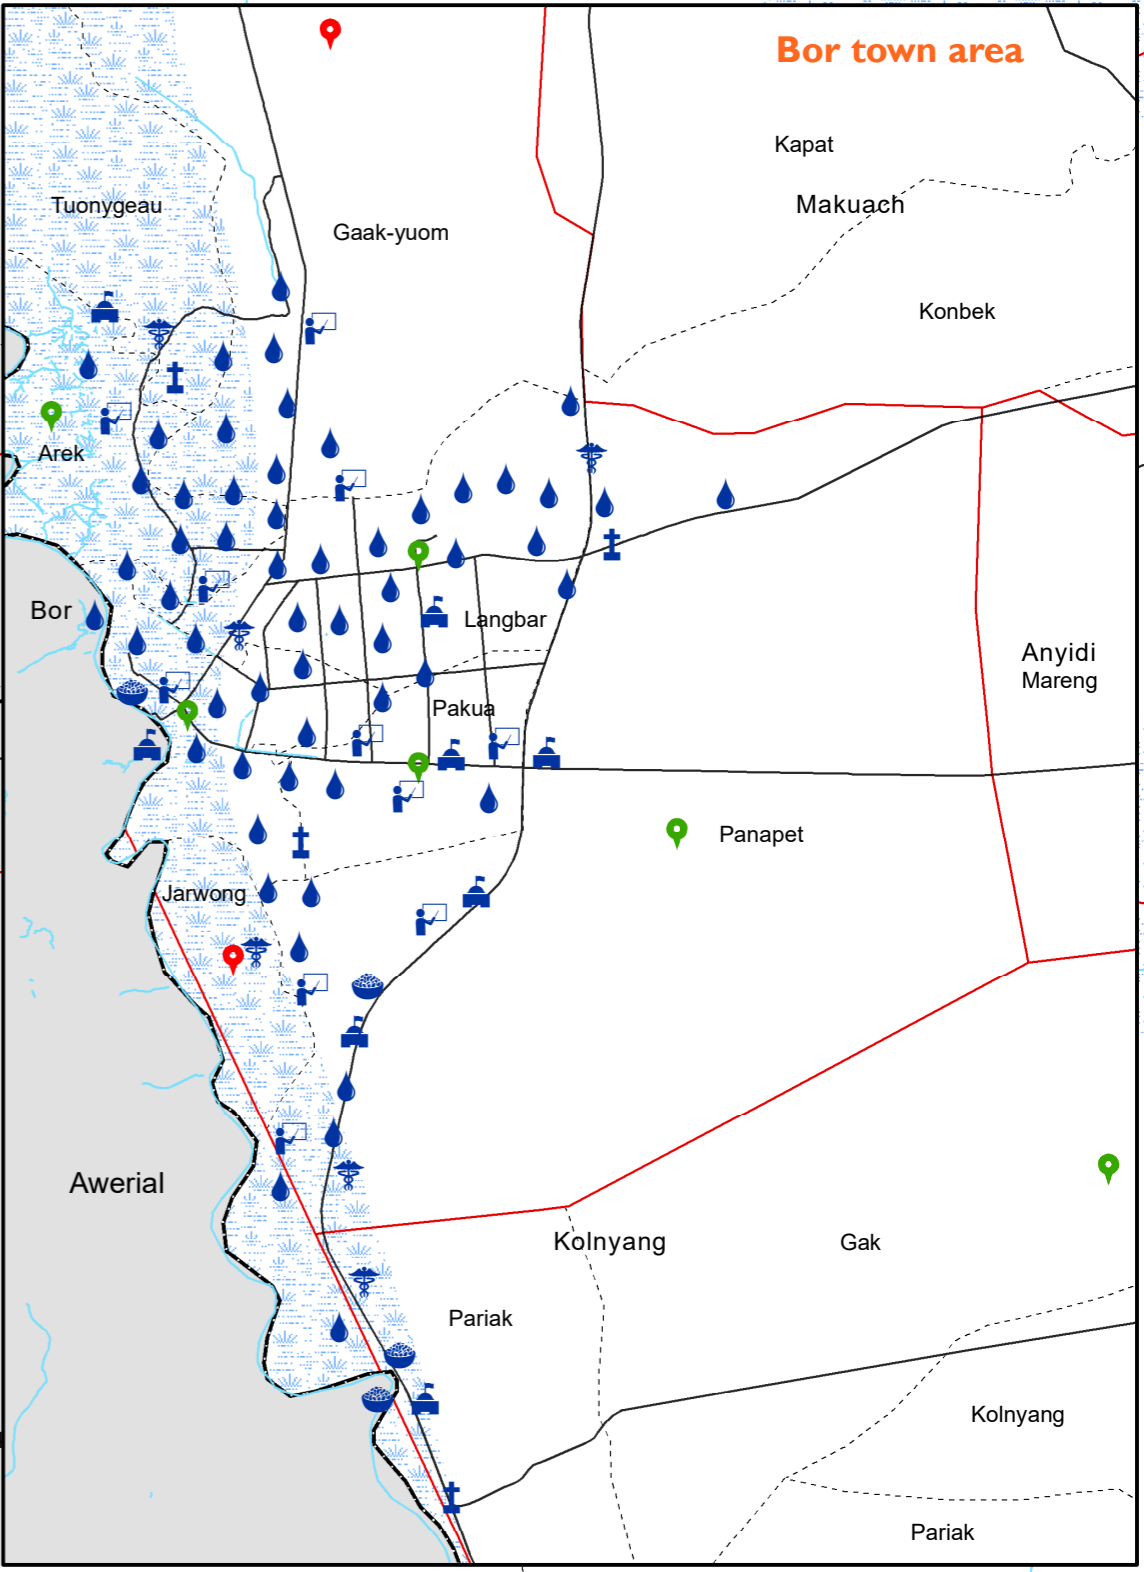 Bor town area
Kapat
Makuach
Tuonygeau
Gaak-yuom
Konbek
Arek
Bor
Langbar
Anyidi
Mareng
Pakua
Panapet
Jarwong
Awerial
Kolnyang
Gak
Pariak
Kolnyang
Pariak